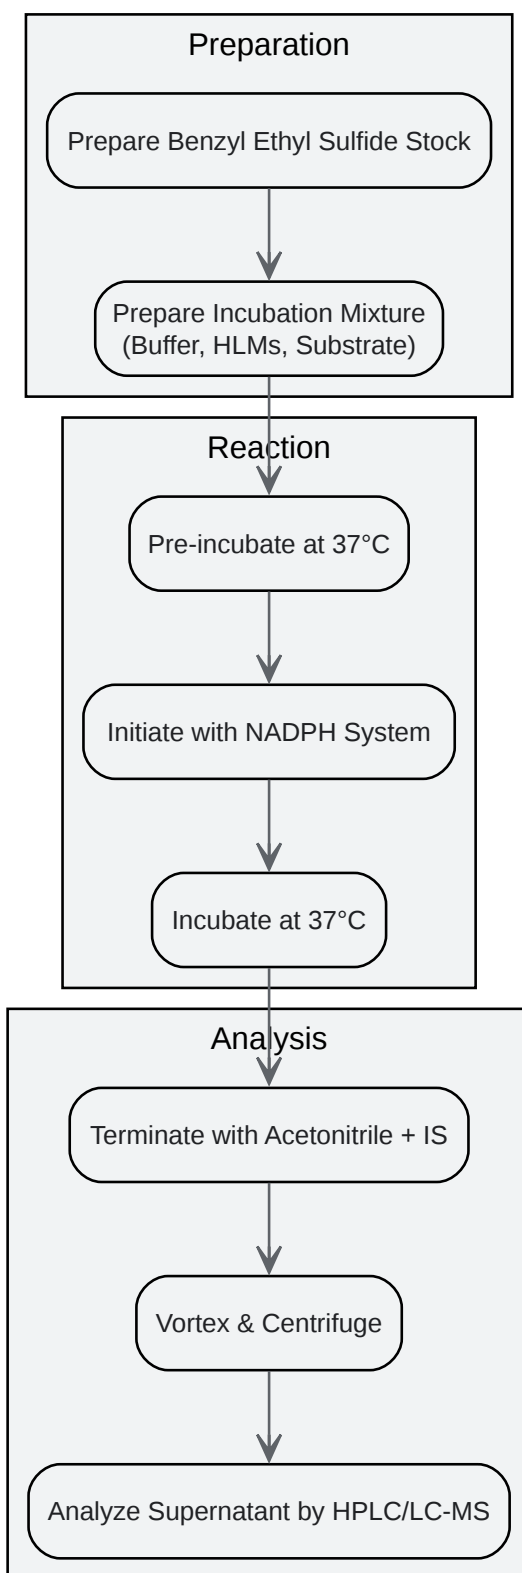 Preparation
Prepare Benzyl Ethyl Sulfide Stock
Prepare Incubation Mixture
(Buffer, HLMs, Substrate)
Reaction
Pre-incubate at 37°C
Initiate with NADPH System
Incubate at 37°C
Analysis
Terminate with Acetonitrile + IS
Vortex & Centrifuge
Analyze Supernatant by HPLC/LC-MS